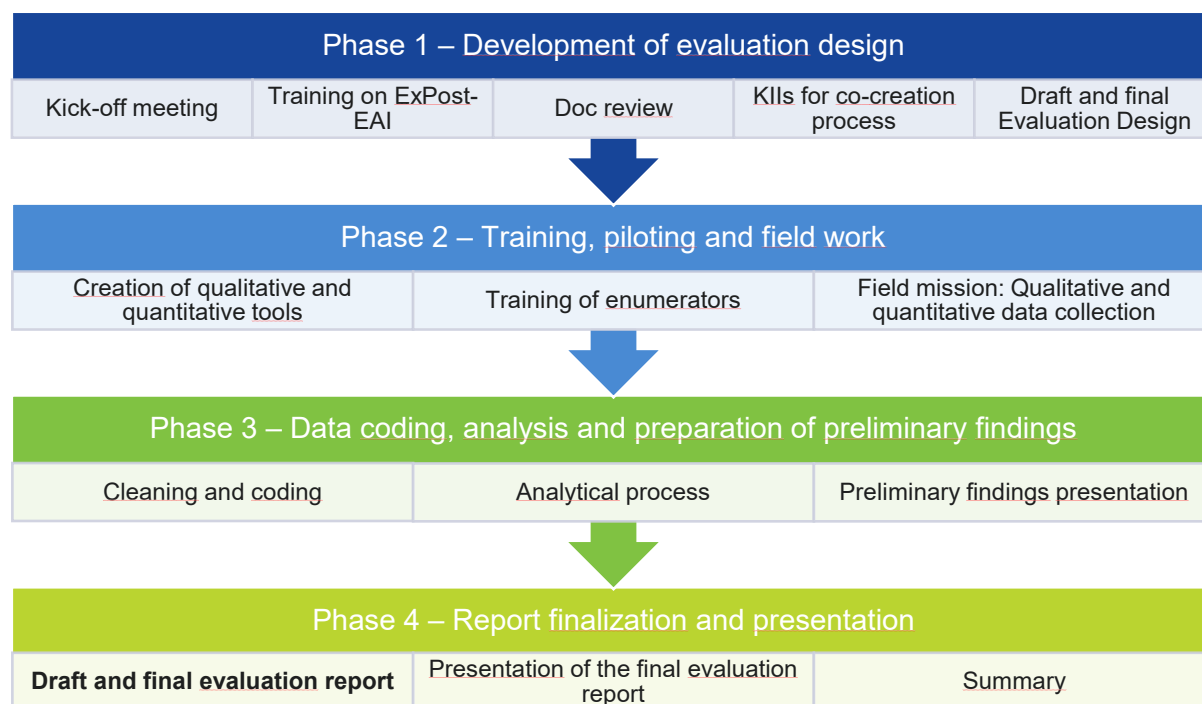 Phase 1 – Development of evaluation design
Kick-off meeting
Training on ExPost-
EAI
Doc review
KIIs for co-creation
process
Draft and final
Evaluation Design
Phase 2 – Training, piloting and field work
Creation of qualitative and
quantitative tools
Training of enumerators
Field mission: Qualitative and
quantitative data collection
Phase 3 – Data coding, analysis and preparation of preliminary findings
Cleaning and coding
Analytical process
Preliminary findings presentation
Phase 4 – Report finalization and presentation
Draft and final evaluation report
Presentation of the final evaluation
report
Summary